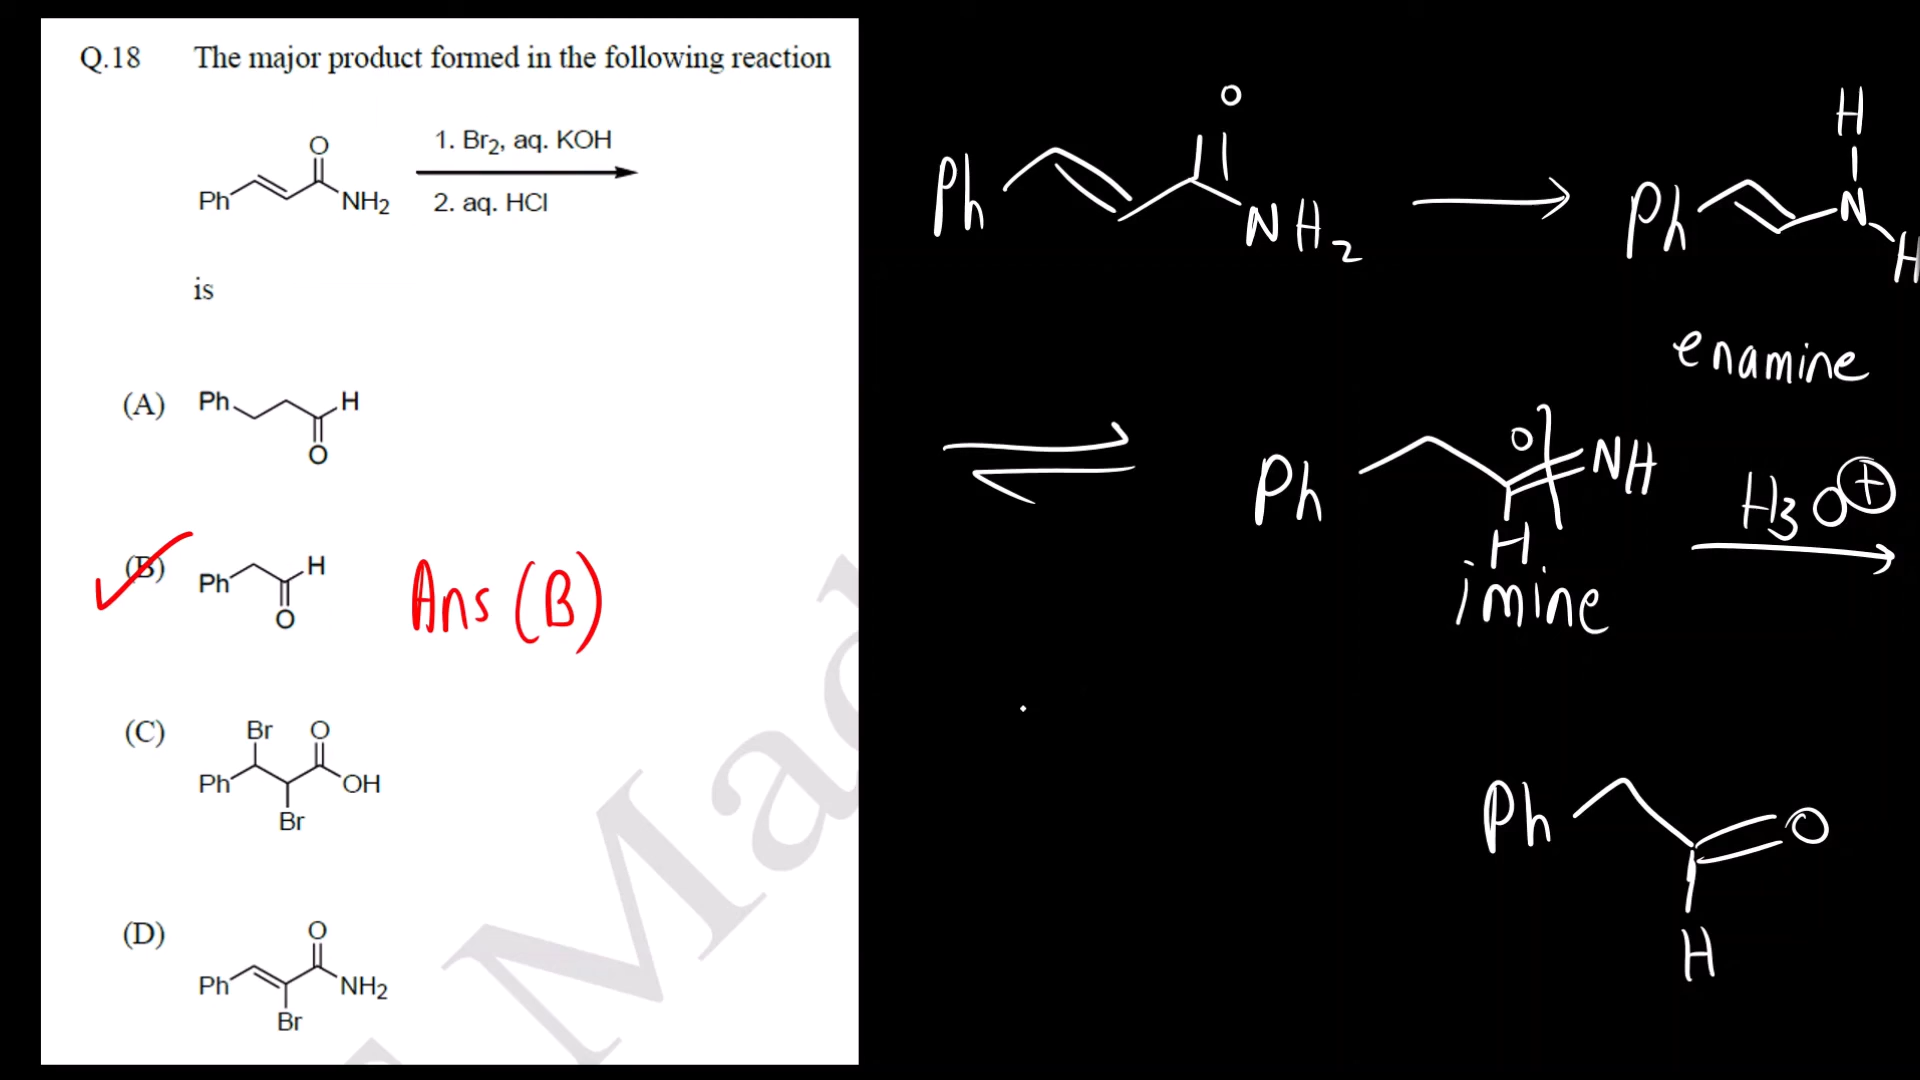 Q.18 The major product formed in the following reaction
O
Ph
NH2
1. Br2, aq. KOH
2. aq. HCl
is
(A) Ph H
O
(B) Ph H
O
Ans (B)
(C) Br O
Ph OH
Br
(D) O
Ph NH2
Br
O
Ph
NH2
H
Ph N
H
enamine
Ph NH
H
imine
H3O⊕
Ph O
H